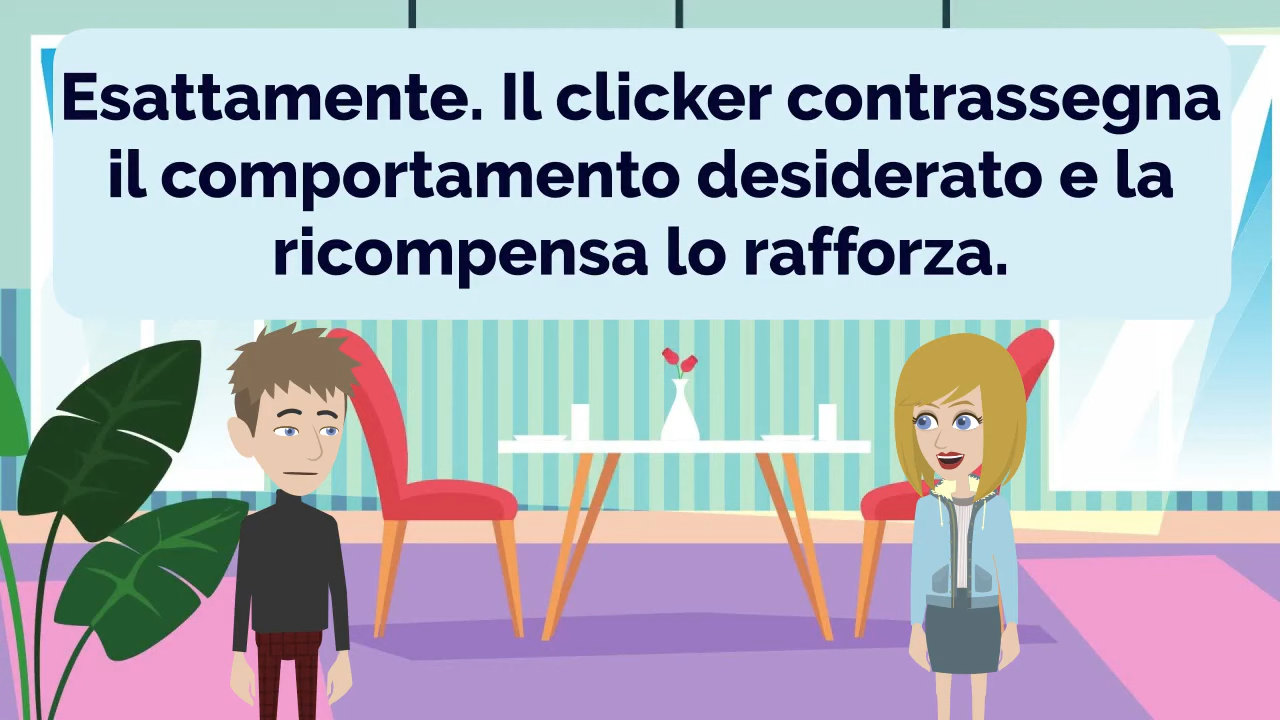 Esattamente. Il clicker contrassegna
il comportamento desiderato e la
ricompensa lo rafforza.